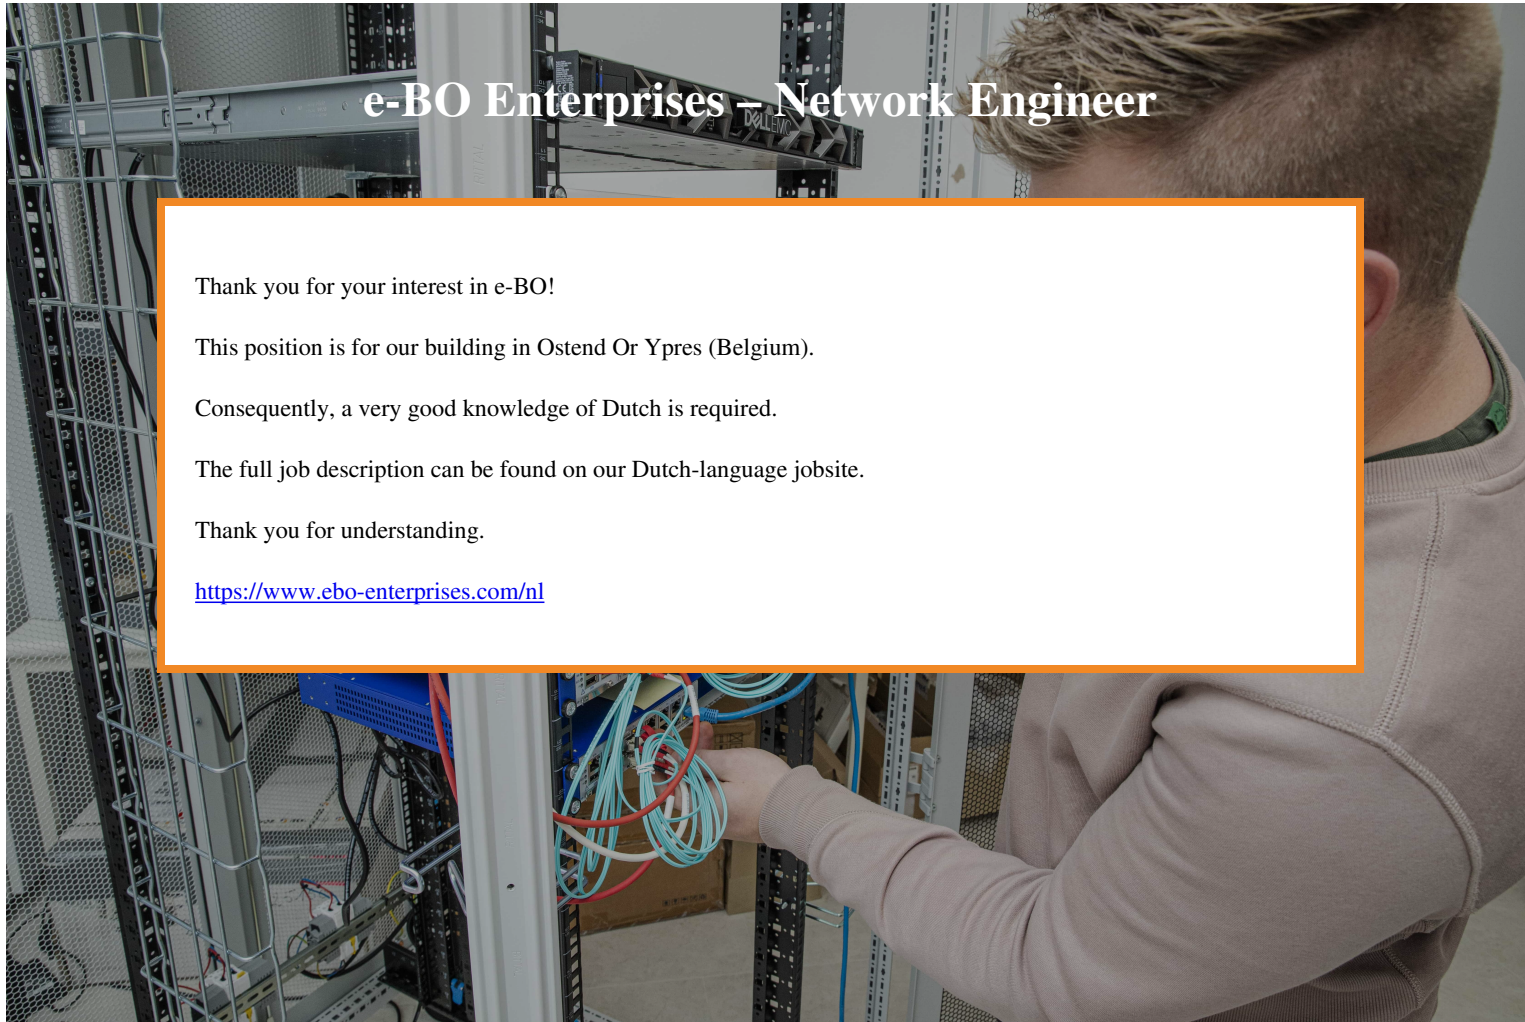 e-BO Enterprises – Network Engineer
DELLEMC
Thank you for your interest in e-BO!
This position is for our building in Ostend Or Ypres (Belgium).
Consequently, a very good knowledge of Dutch is required.
The full job description can be found on our Dutch-language jobsite.
Thank you for understanding.
https://www.ebo-enterprises.com/nl